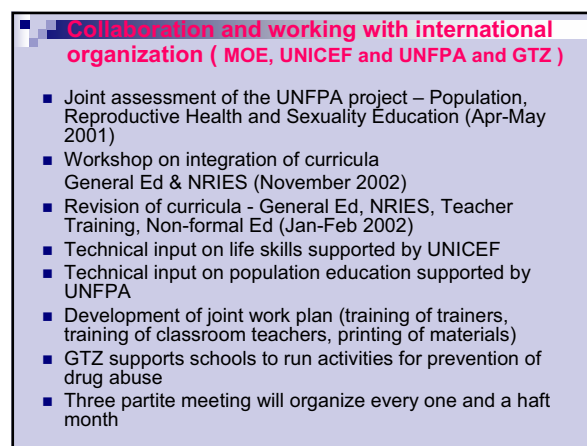 Collaboration and working with international
organization ( MOE, UNICEF and UNFPA and GTZ )
Joint assessment of the UNFPA project – Population,
Reproductive Health and Sexuality Education (Apr-May
2001)
Workshop on integration of curricula
General Ed & NRIES (November 2002)
Revision of curricula - General Ed, NRIES, Teacher
Training, Non-formal Ed (Jan-Feb 2002)
Technical input on life skills supported by UNICEF
Technical input on population education supported by
UNFPA
Development of joint work plan (training of trainers,
training of classroom teachers, printing of materials)
GTZ supports schools to run activities for prevention of
drug abuse
Three partite meeting will organize every one and a haft
month